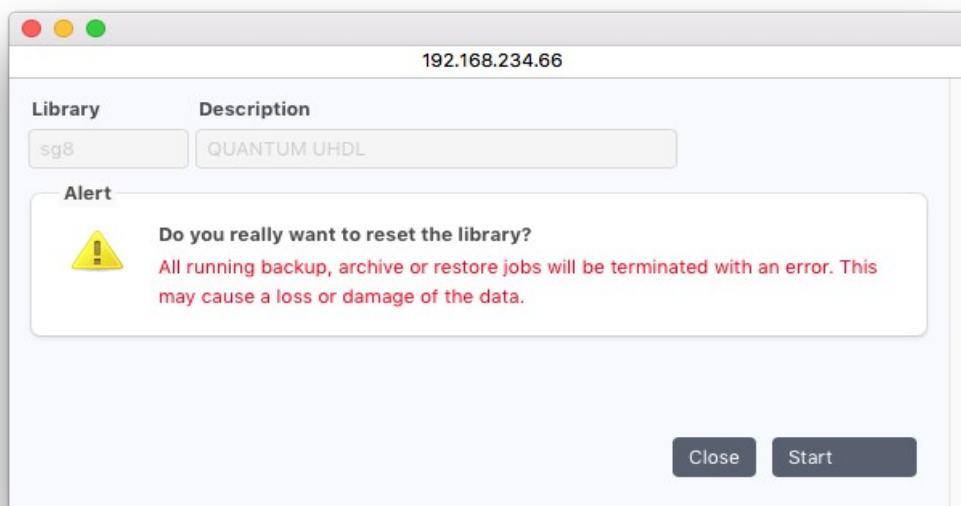 192.168.234.66
Library Description
sg8 QUANTUM UHDL
Alert
Do you really want to reset the library?
All running backup, archive or restore jobs will be terminated with an error. This
may cause a loss or damage of the data.
Close Start